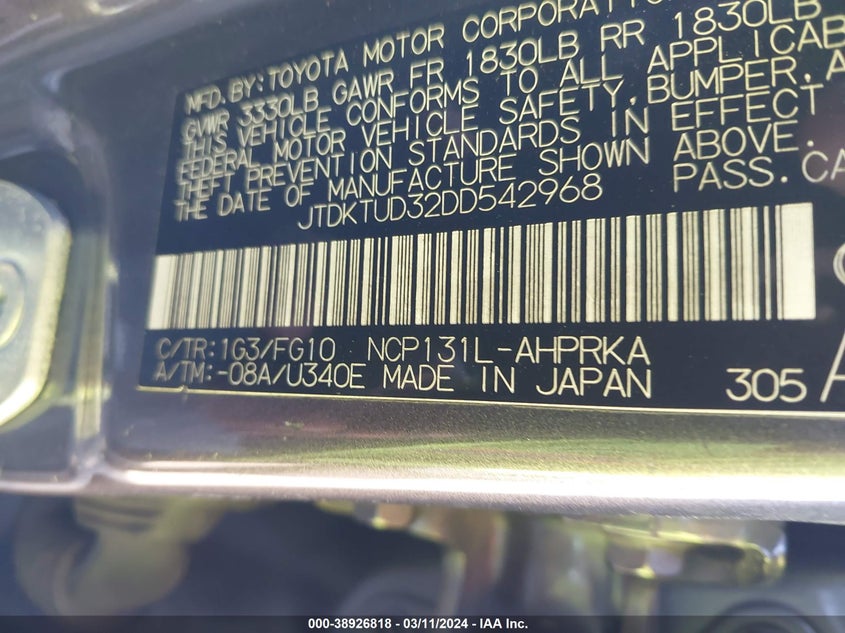 MFD. BY: TOYOTA MOTOR CORPORATIO
GVWR 3330LB GAWR FR 1830LB RR 1830LB
THIS VEHICLE CONFORMS TO ALL APPLICAB
FEDERAL MOTOR VEHICLE SAFETY, BUMPER, A
THEFT PREVENTION STANDARDS IN EFFECT
THE DATE OF MANUFACTURE SHOWN ABOVE.
JTDKTUD32DD542968 PASS. CA
C/TR: 1G3/FG10 NCP131L-AHPRKA
A/TM: -08A/U340E MADE IN JAPAN 305
000-38926818 / 03/11/2024 - IAA Inc.